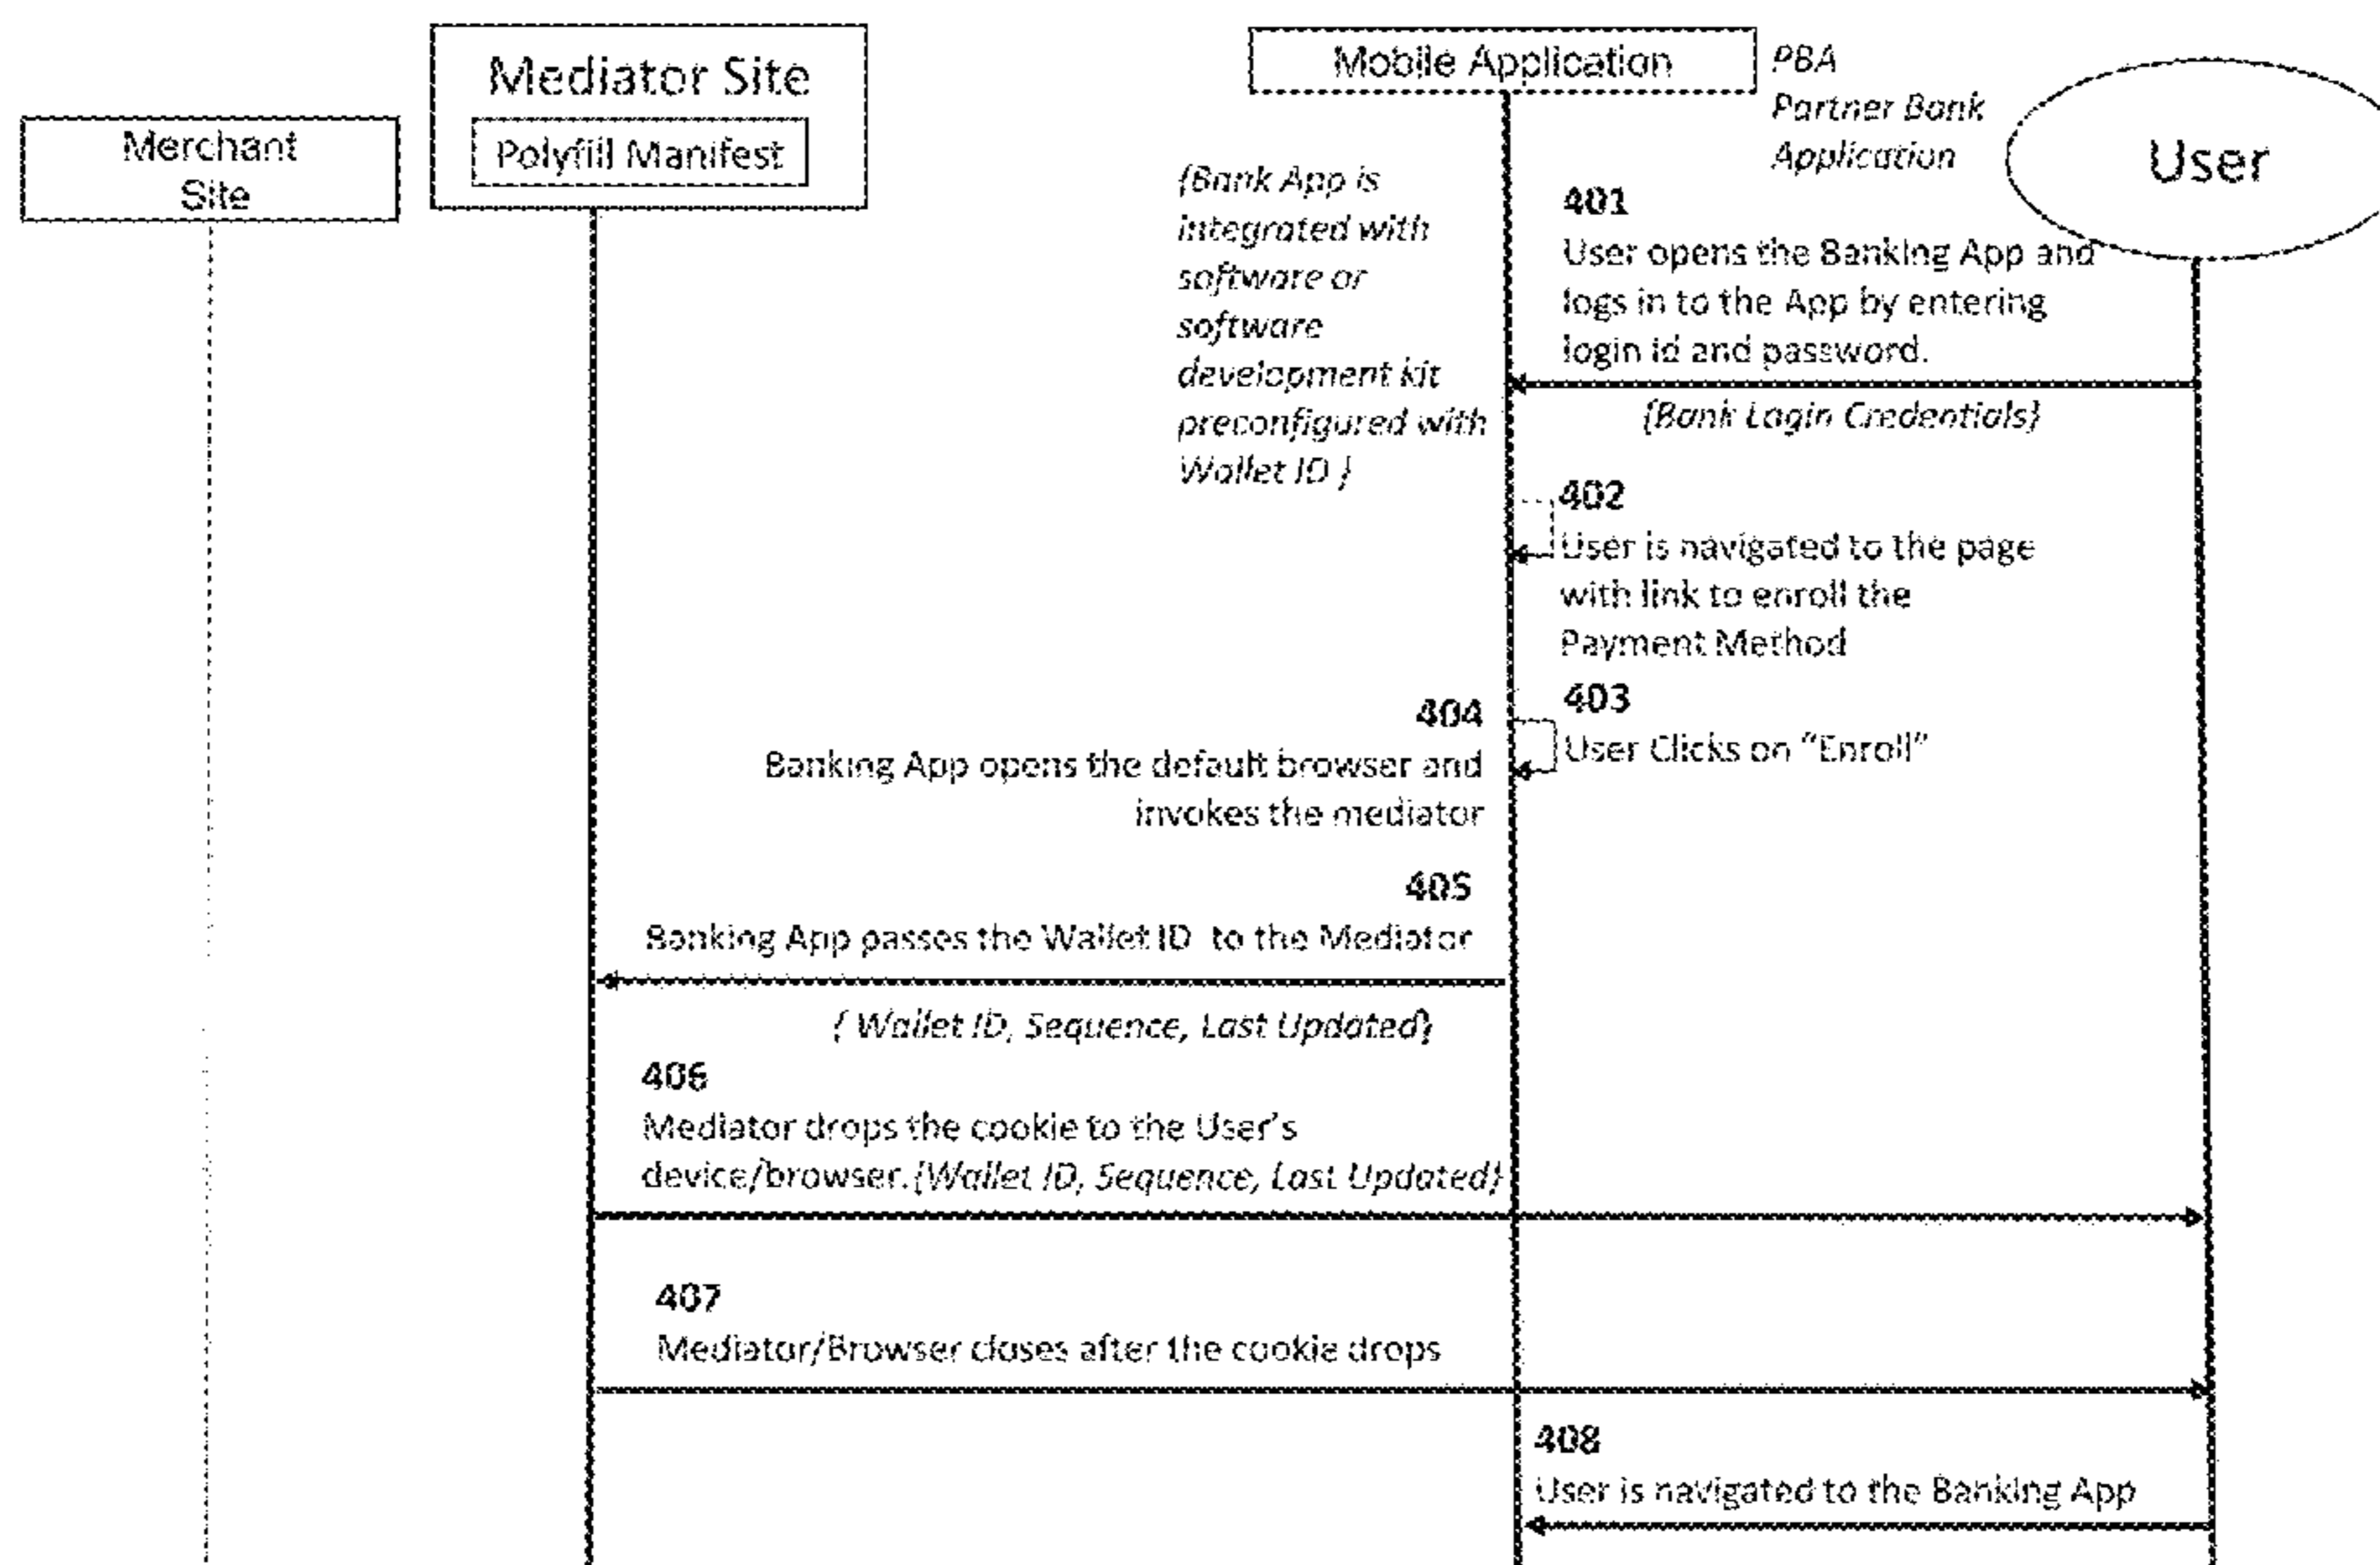 Mediator Site
Polyfill Manifest
Merchant
Site
Mobile Application
PBA
Partner Bank
Application
User
{Bank App is
integrated with
software or
software
development kit
preconfigured with
Wallet ID }
401
User opens the Banking App and
logs in to the App by entering
login id and password.
{Bank Login Credentials}
402
User is navigated to the page
with link to enroll the
Payment Method
403
User Clicks on “Enroll”
404
Banking App opens the default browser and
invokes the mediator
405
Banking App passes the Wallet ID to the Mediator
{ Wallet ID, Sequence, Last Updated}
406
Mediator drops the cookie to the User’s
device/browser.{Wallet ID, Sequence, Last Updated}
407
Mediator/Browser closes after the cookie drops
408
User is navigated to the Banking App